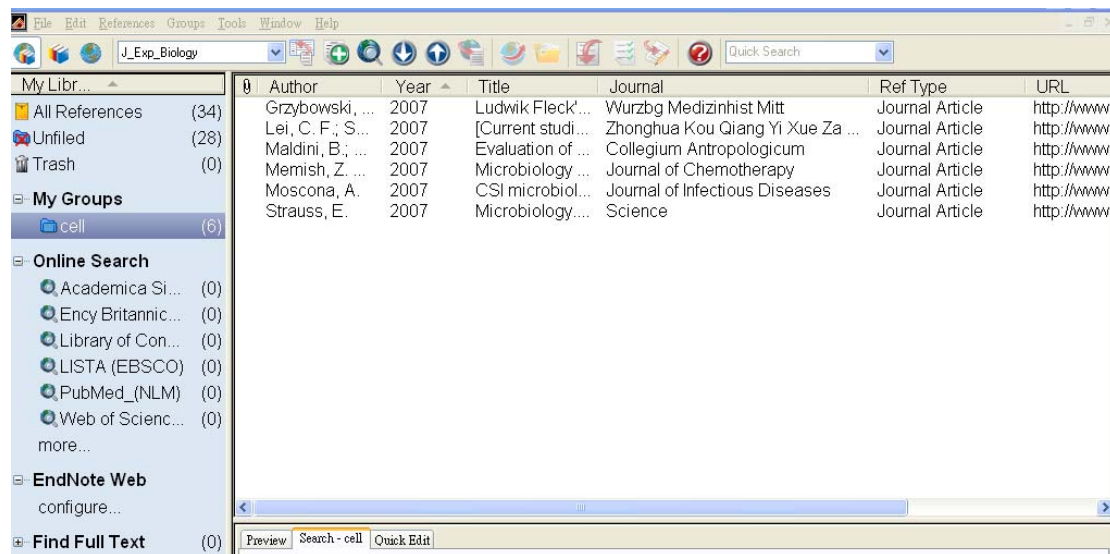 File Edit References Groups Tools Window Help
J_Exp_Biology Quick Search
My Libr...
All References (34)
Unfiled (28)
Trash (0)
My Groups
cell (6)
Online Search
Academica Si... (0)
Ency Britannic... (0)
Library of Con... (0)
LISTA (EBSCO) (0)
PubMed_(NLM) (0)
Web of Scienc... (0)
more...
EndNote Web
configure...
Find Full Text (0)
Author Year Title Journal Ref Type URL
Grzybowski, ... 2007 Ludwik Fleck'... Wurzbg Medizinhist Mitt Journal Article http://www
Lei, C. F.; S... 2007 [Current studi... Zhonghua Kou Qiang Yi Xue Za ... Journal Article http://www
Maldini, B.; ... 2007 Evaluation of ... Collegium Antropologicum Journal Article http://www
Memish, Z. ... 2007 Microbiology ... Journal of Chemotherapy Journal Article http://www
Moscona, A. 2007 CSI microbiol... Journal of Infectious Diseases Journal Article http://www
Strauss, E. 2007 Microbiology.... Science Journal Article http://www
Preview Search - cell Quick Edit